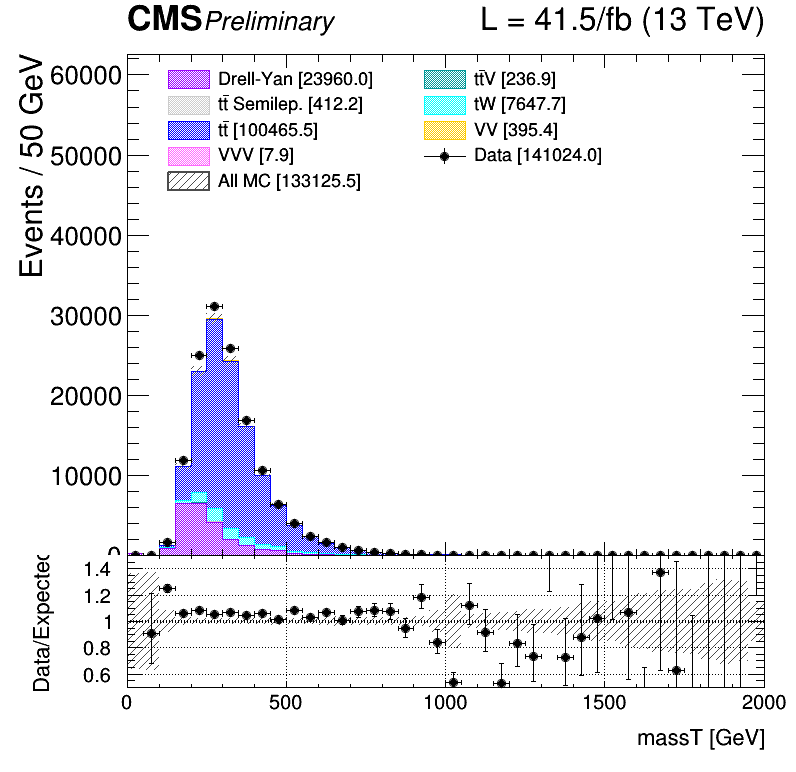 CMS Preliminary L = 41.5/fb (13 TeV)
Events / 50 GeV
60000
50000
40000
30000
20000
10000
0
Drell-Yan [23960.0]
tt̄ Semilep. [412.2]
tt̄ [100465.5]
VVV [7.9]
All MC [133125.5]
tt̄V [236.9]
tW [7647.7]
VV [395.4]
Data [141024.0]
Data/Expected
1.4
1.2
1
0.8
0.6
0 500 1000 1500 2000
massT [GeV]